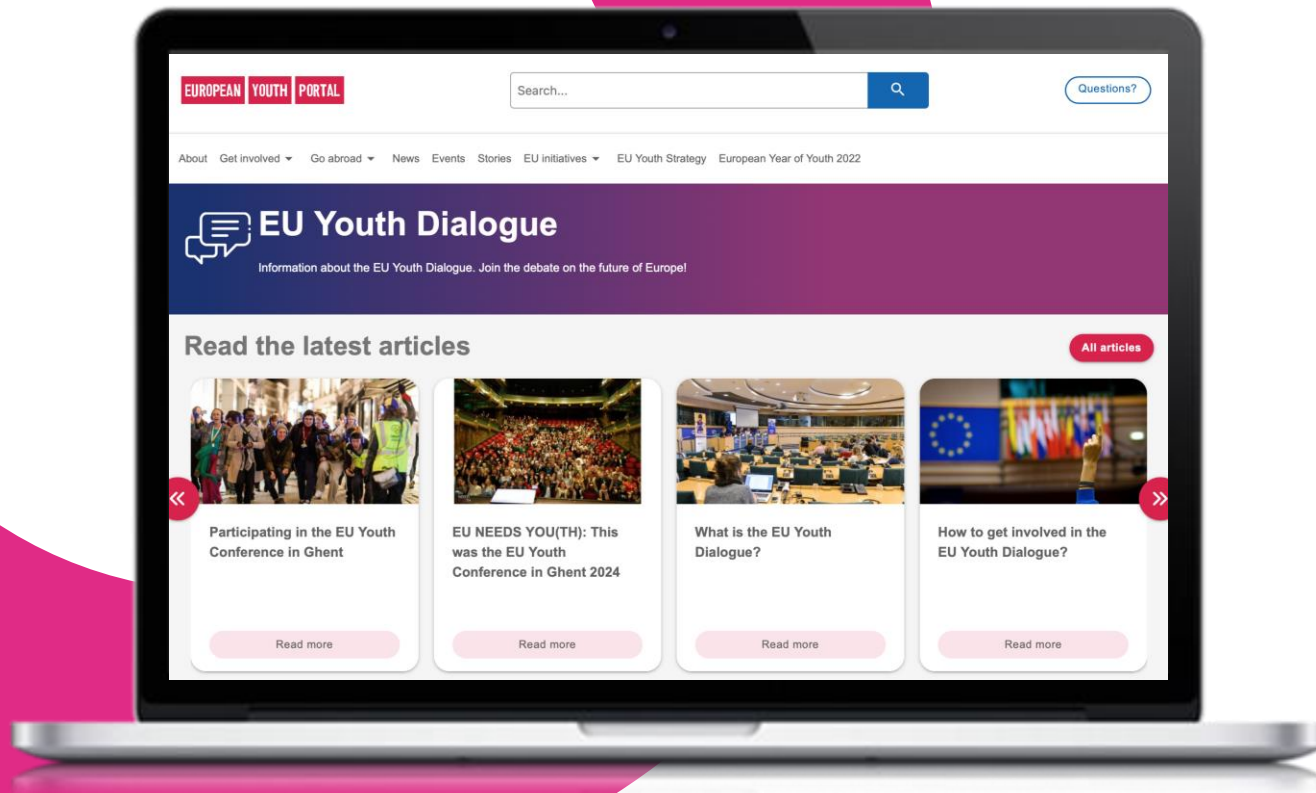 EUROPEAN YOUTH PORTAL
Search...
Questions?
About Get involved Go abroad News Events Stories EU initiatives EU Youth Strategy European Year of Youth 2022
EU Youth Dialogue
Information about the EU Youth Dialogue. Join the debate on the future of Europe!
Read the latest articles
All articles
Participating in the EU Youth
Conference in Ghent
Read more
EU NEEDS YOU(TH): This
was the EU Youth
Conference in Ghent 2024
Read more
What is the EU Youth
Dialogue?
Read more
How to get involved in the
EU Youth Dialogue?
Read more